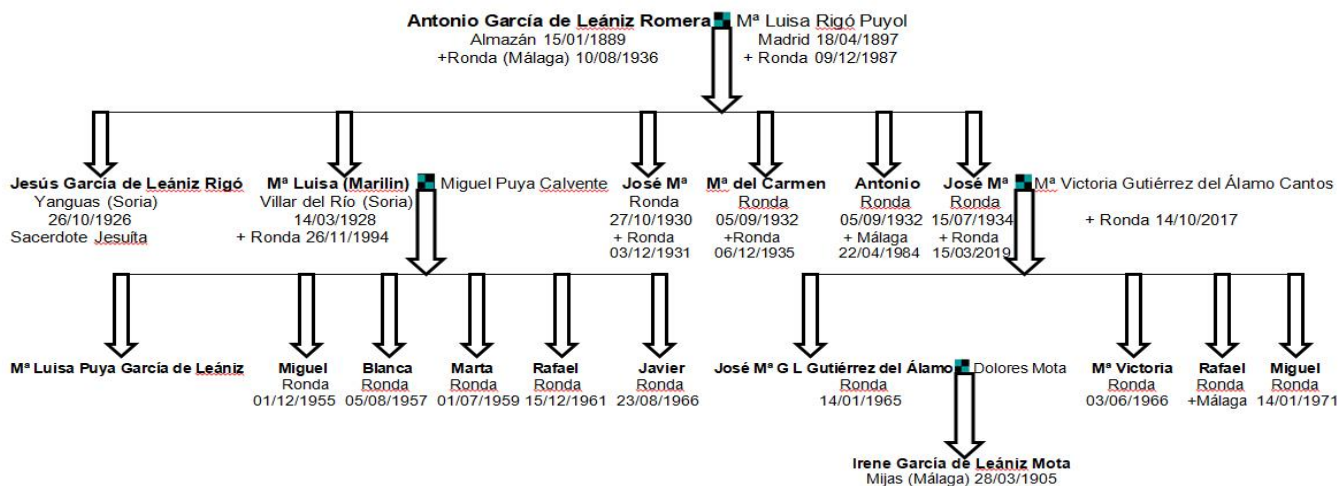 Antonio García de Leániz Romera Mª Luisa Rigó Puyol
Almazán 15/01/1889 Madrid 18/04/1897
+Ronda (Málaga) 10/08/1936 + Ronda 09/12/1987
Jesús García de Leániz Rigó Mª Luisa (Marilin) Miguel Puya Calvente José Mª Mª del Carmen Antonio José Mª Mª Victoria Gutiérrez del Álamo Cantos
Yanguas (Soria) Villar del Río (Soria) Ronda Ronda Ronda Ronda
26/10/1926 14/03/1928 27/10/1930 05/09/1932 05/09/1932 15/07/1934 + Ronda 14/10/2017
Sacerdote Jesuíta + Ronda 26/11/1994 + Ronda +Ronda + Málaga + Ronda
03/12/1931 06/12/1935 22/04/1984 15/03/2019
Mª Luisa Puya García de Leániz Miguel Blanca Marta Rafael Javier José Mª G L Gutiérrez del Álamo Dolores Mota Mª Victoria Rafael Miguel
Ronda Ronda Ronda Ronda Ronda Ronda Ronda Ronda Ronda
01/12/1955 05/08/1957 01/07/1959 15/12/1961 23/08/1966 14/01/1965 03/06/1966 +Málaga 14/01/1971
Irene García de Leániz Mota
Mijas (Málaga) 28/03/1905